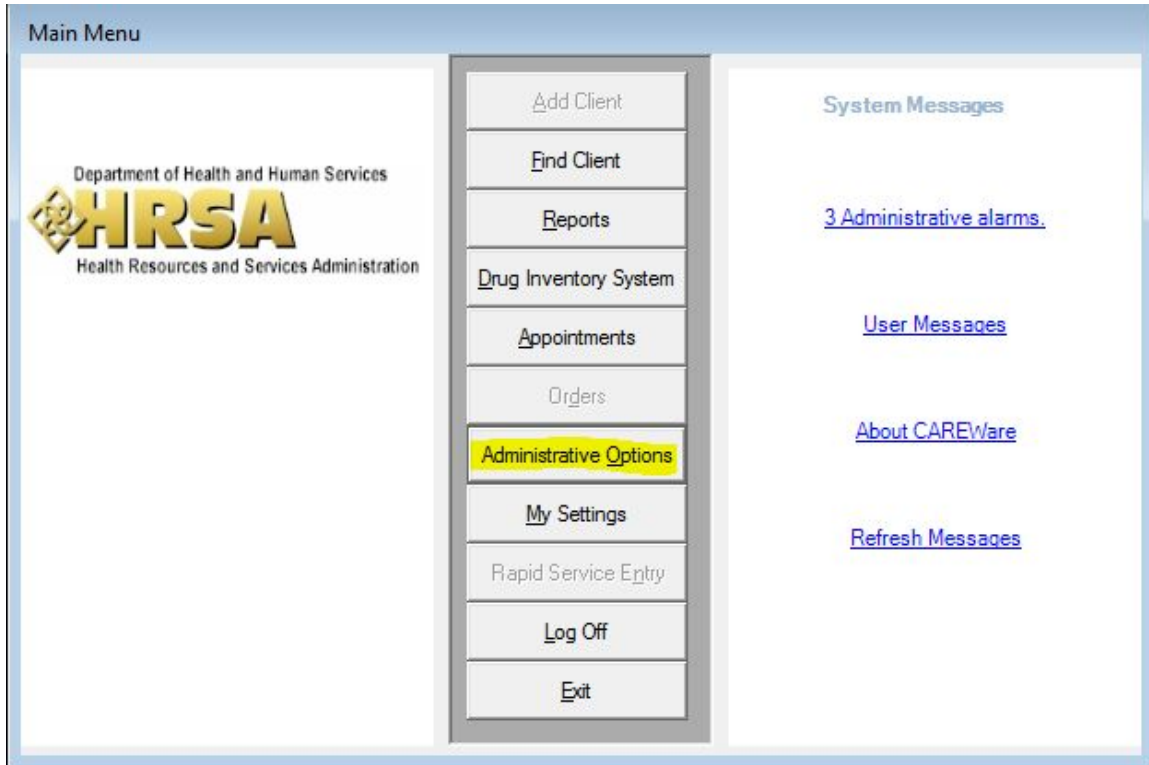 Main Menu
Department of Health and Human Services
HRSA
Health Resources and Services Administration
Add Client
Find Client
Reports
Drug Inventory System
Appointments
Orders
Administrative Options
My Settings
Rapid Service Entry
Log Off
Exit
System Messages
3 Administrative alarms.
User Messages
About CAREWare
Refresh Messages